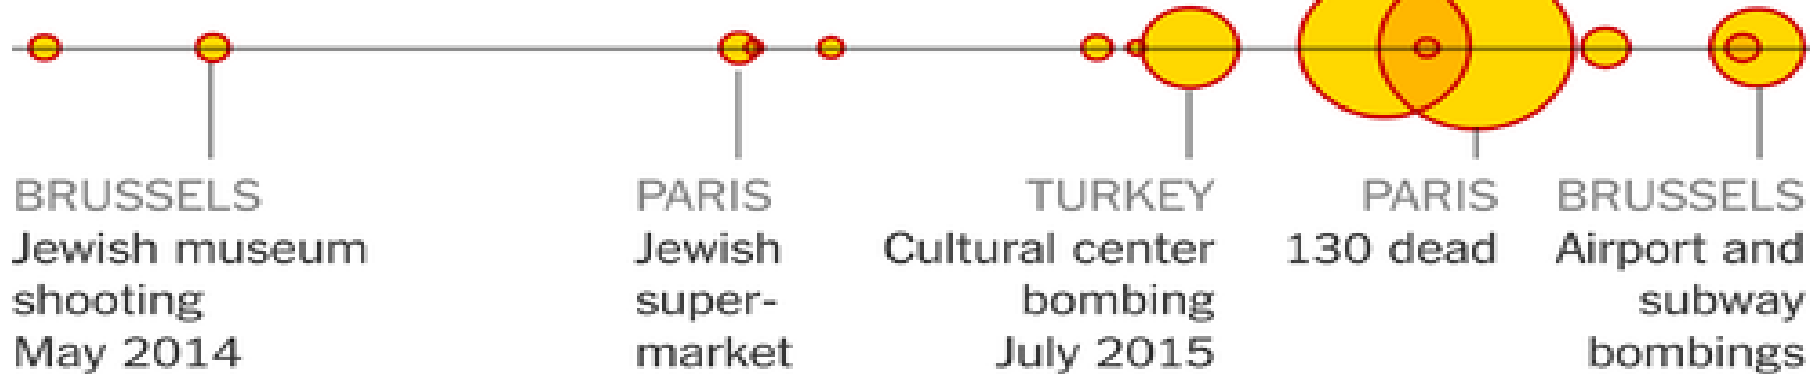 BRUSSELS
Jewish museum
shooting
May 2014
PARIS
Jewish
super-
market
TURKEY
Cultural center
bombing
July 2015
PARIS
130 dead
BRUSSELS
Airport and
subway
bombings